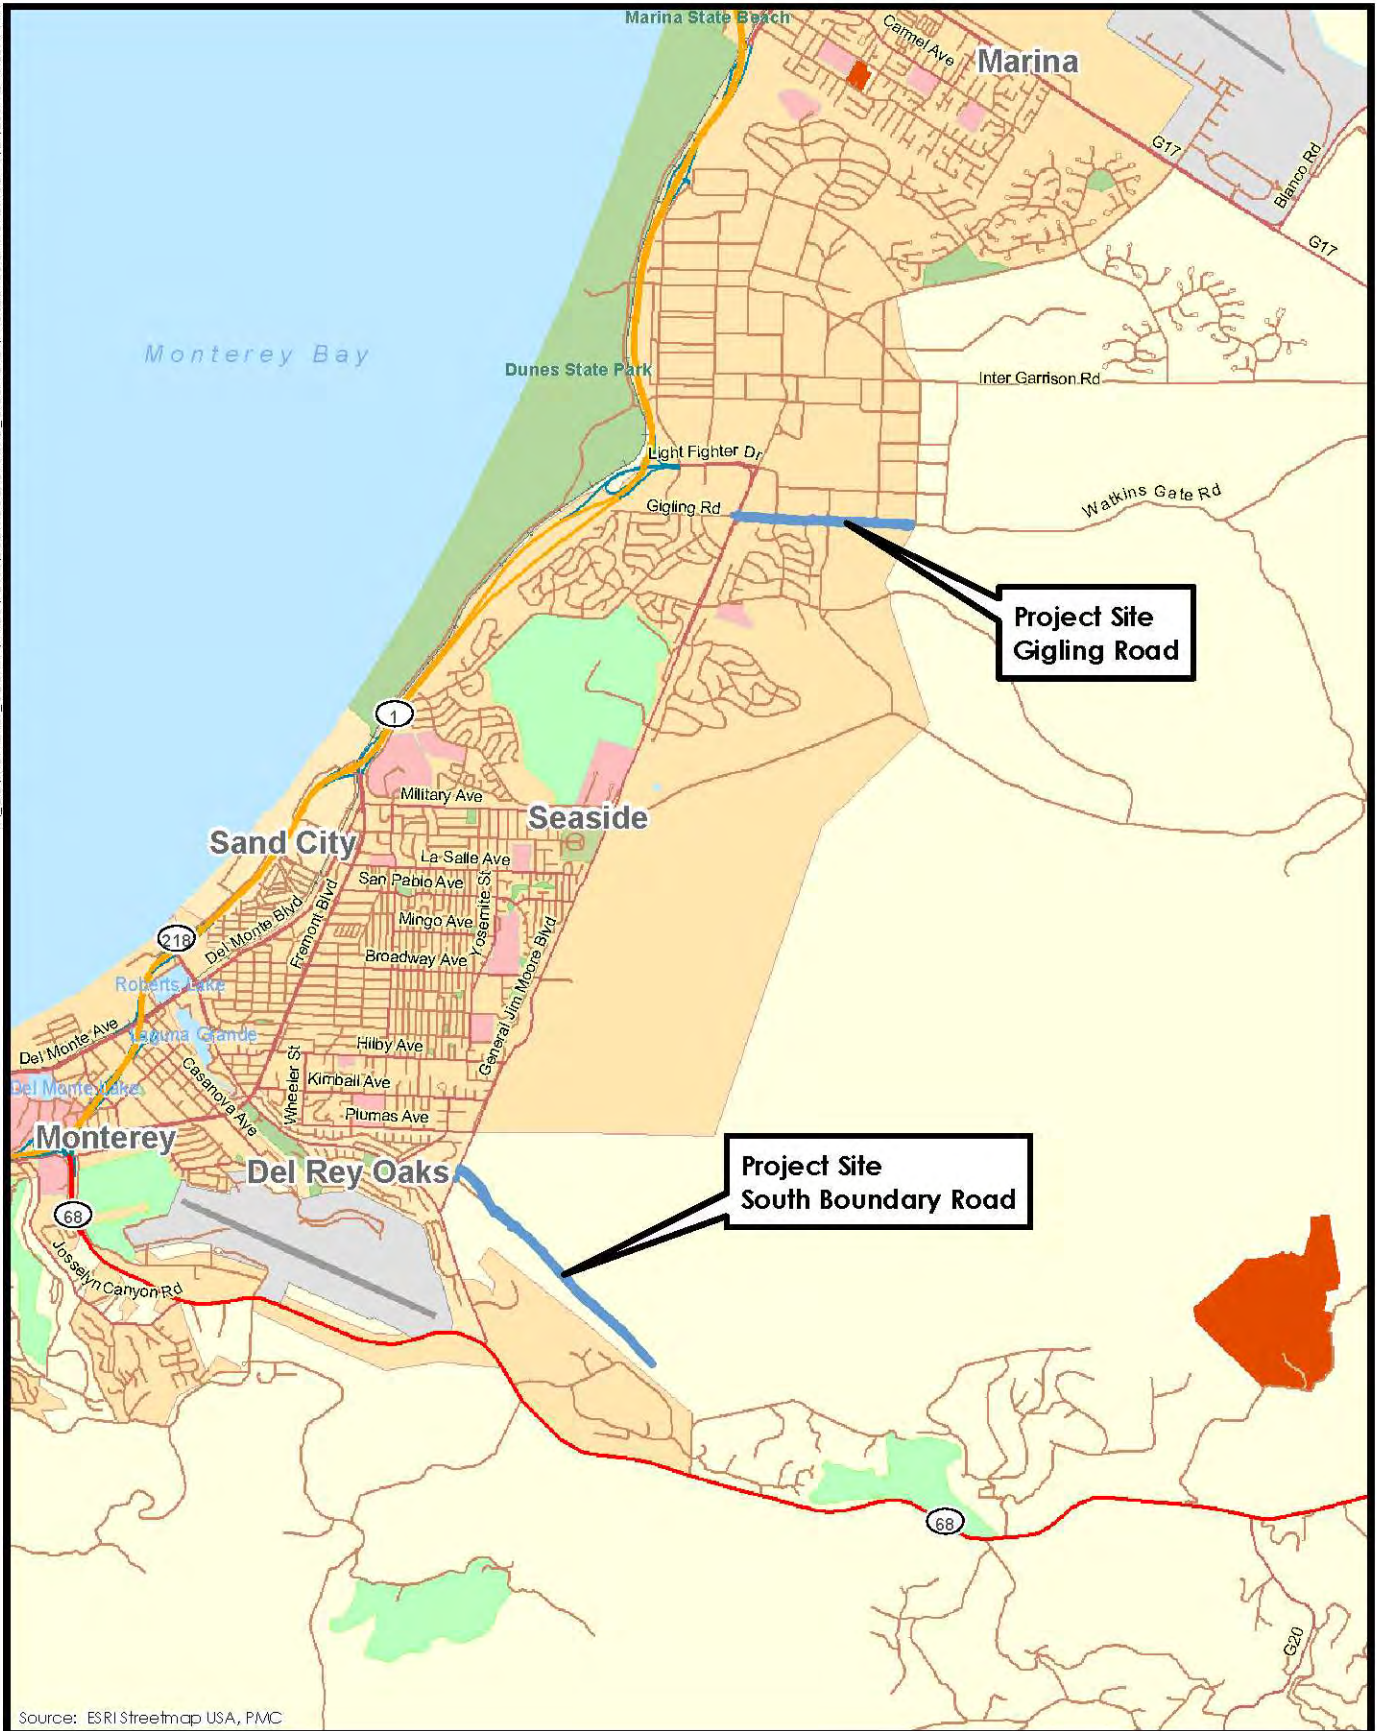 Marina State Beach
Carmel Ave
Marina
G17
Blanco Rd
G17
Monterey Bay
Dunes State Park
Inter Garrison Rd
Light Fighter Dr
Gigling Rd
Watkins Gate Rd
Project Site
Gigling Road
1
Military Ave
Seaside
Sand City
La Salle Ave
San Pablo Ave
Yosemite St
Mingo Ave
Fremont Blvd
Del Monte Blvd
218
Broadway Ave
General Jim Moore Blvd
Roberts Lake
Laguna Grande
Del Monte Ave
Hilby Ave
Wheeler St
Casanova Ave
Kimball Ave
Del Monte Lake
Plumas Ave
Monterey
Del Rey Oaks
Project Site
South Boundary Road
68
Josselyn Canyon Rd
68
G20
Source: ESRI Streetmap USA, PMC